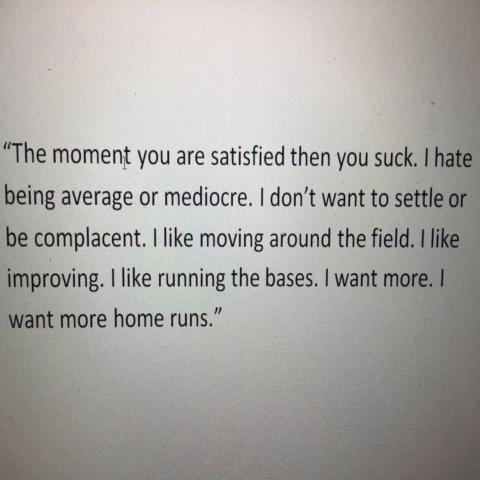 “The moment you are satisfied then you suck. I hate
being average or mediocre. I don’t want to settle or
be complacent. I like moving around the field. I like
improving. I like running the bases. I want more. I
want more home runs.”